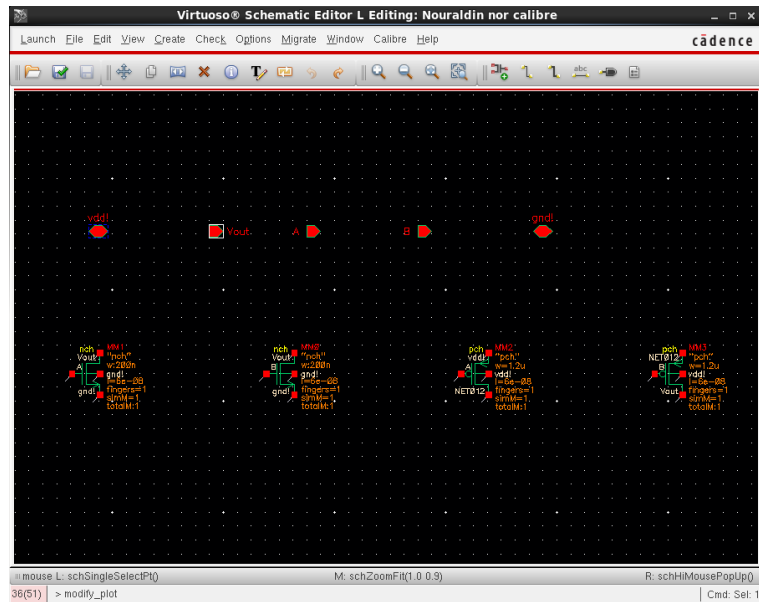 Virtuoso® Schematic Editor L Editing: Nouraldin nor calibre
Launch File Edit View Create Check Options Migrate Window Calibre Help
cādence
abc
vdd!
Vout
A
B
gnd!
nch
MM1
Vout
"nch"
A
w:200n
gnd!
l=6e-08
gnd!
fingers=1
simM=1
totalM:1
nch
MM0
Vout
"nch"
B
w:200n
gnd!
l=6e-08
gnd!
fingers=1
simM=1
totalM:1
pch
MM2
vdd!
"pch"
A
w=1.2u
vdd!
l=6e-08
NET012
fingers=1
simM=1
totalM:1
pch
MM3
NET012
"pch"
B
w=1.2u
vdd!
l=6e-08
Vout
fingers=1
simM=1
totalM:1
mouse L: schSingleSelectPt() M: schZoomFit(1.0 0.9) R: schHiMousePopUp()
36(51) > modify_plot Cmd: Sel: 1